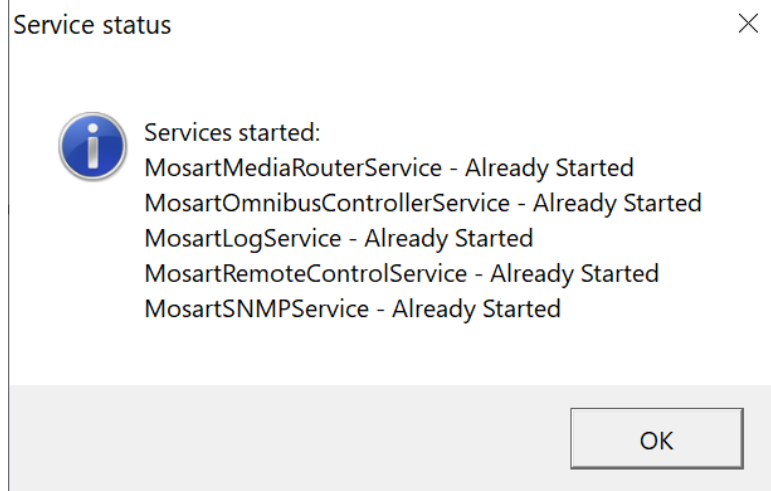 Service status
Services started:
MosartMediaRouterService - Already Started
MosartOmnibusControllerService - Already Started
MosartLogService - Already Started
MosartRemoteControlService - Already Started
MosartSNMPService - Already Started
OK